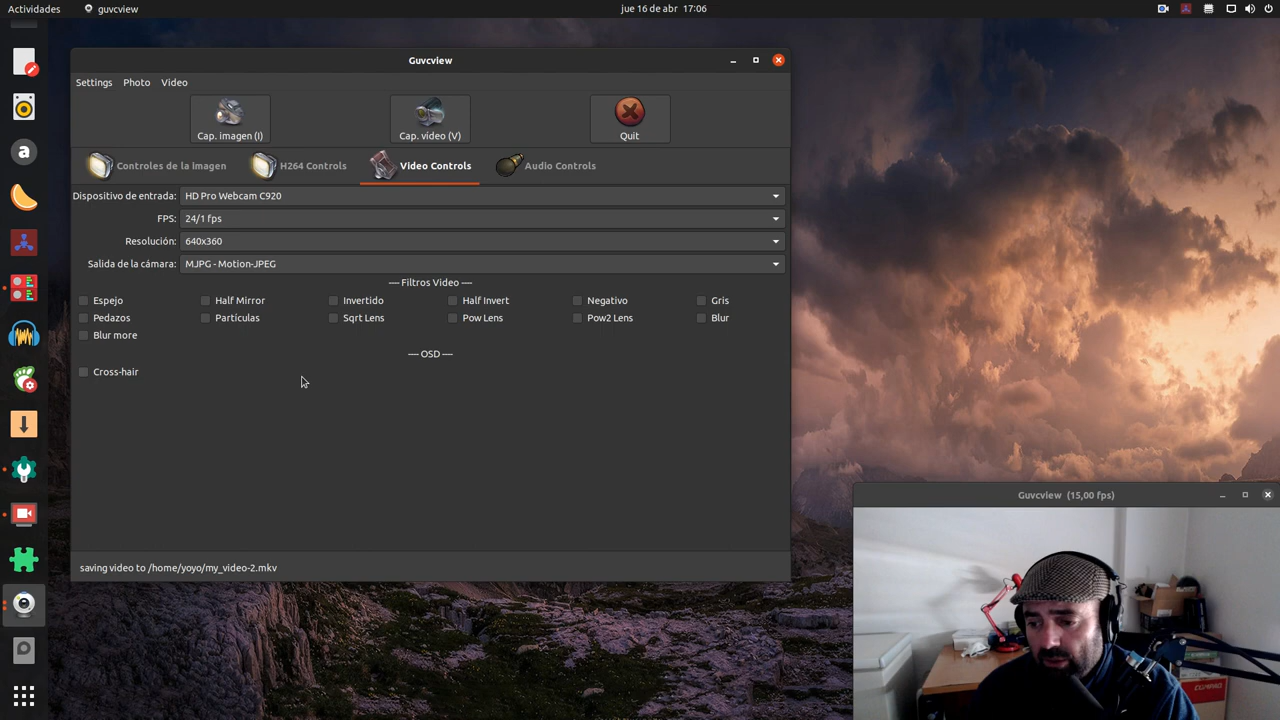 Actividades
guvcview
jue 16 de abr 17:06
Guvcview
Settings Photo Video
Cap. imagen (I)
Cap. video (V)
Quit
Controles de la imagen
H264 Controls
Video Controls
Audio Controls
Dispositivo de entrada: HD Pro Webcam C920
FPS: 24/1 fps
Resolución: 640x360
Salida de la cámara: MJPG - Motion-JPEG
---- Filtros Video ----
Espejo Half Mirror Invertido Half Invert Negativo Gris
Pedazos Partículas Sqrt Lens Pow Lens Pow2 Lens Blur
Blur more
---- OSD ----
Cross-hair
saving video to /home/yoyo/my_video-2.mkv
Guvcview (15,00 fps)
a